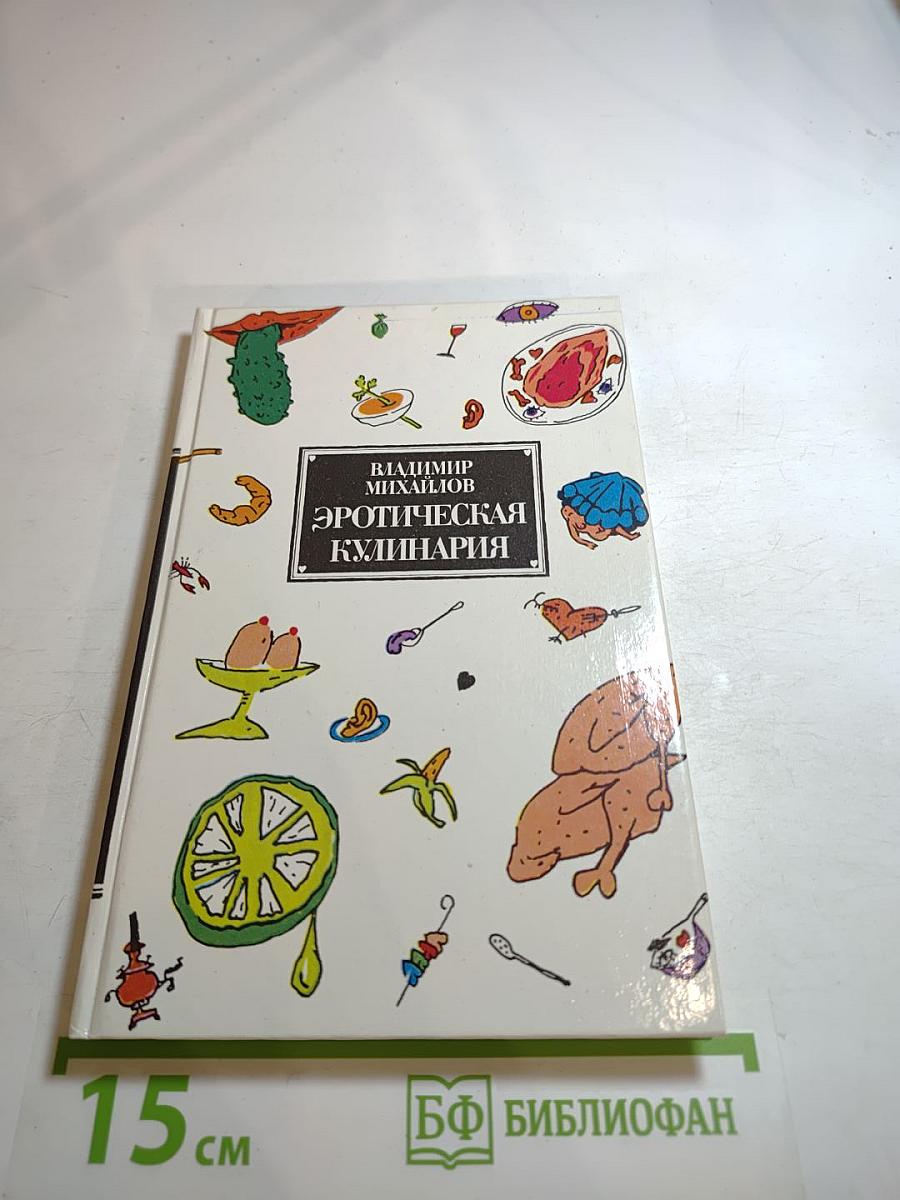 ВЛАДИМИР
МИХАЙЛОВ
ЭРОТИЧЕСКАЯ
КУЛИНАРИЯ
15 см
БФ БИБЛИОФАН